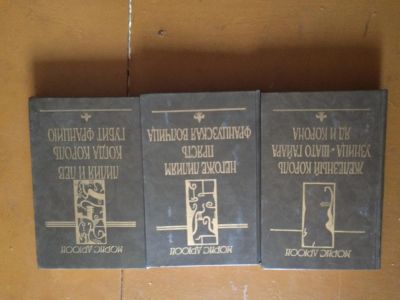 МОРИС ДРЮОН
ЖЕЛЕЗНЫЙ КОРОЛЬ
УЗНИЦА ШАТО ГАЙАРА
ЯД И КОРОНА
МОРИС ДРЮОН
НЕГОЖЕ ЛИЛИЯМ
ПРЯСТЬ
ФРАНЦУЗСКАЯ ВОЛЧИЦА
МОРИС ДРЮОН
ЛИЛИЯ И ЛЕВ
КОГДА КОРОЛЬ
ГУБИТ ФРАНЦИЮ